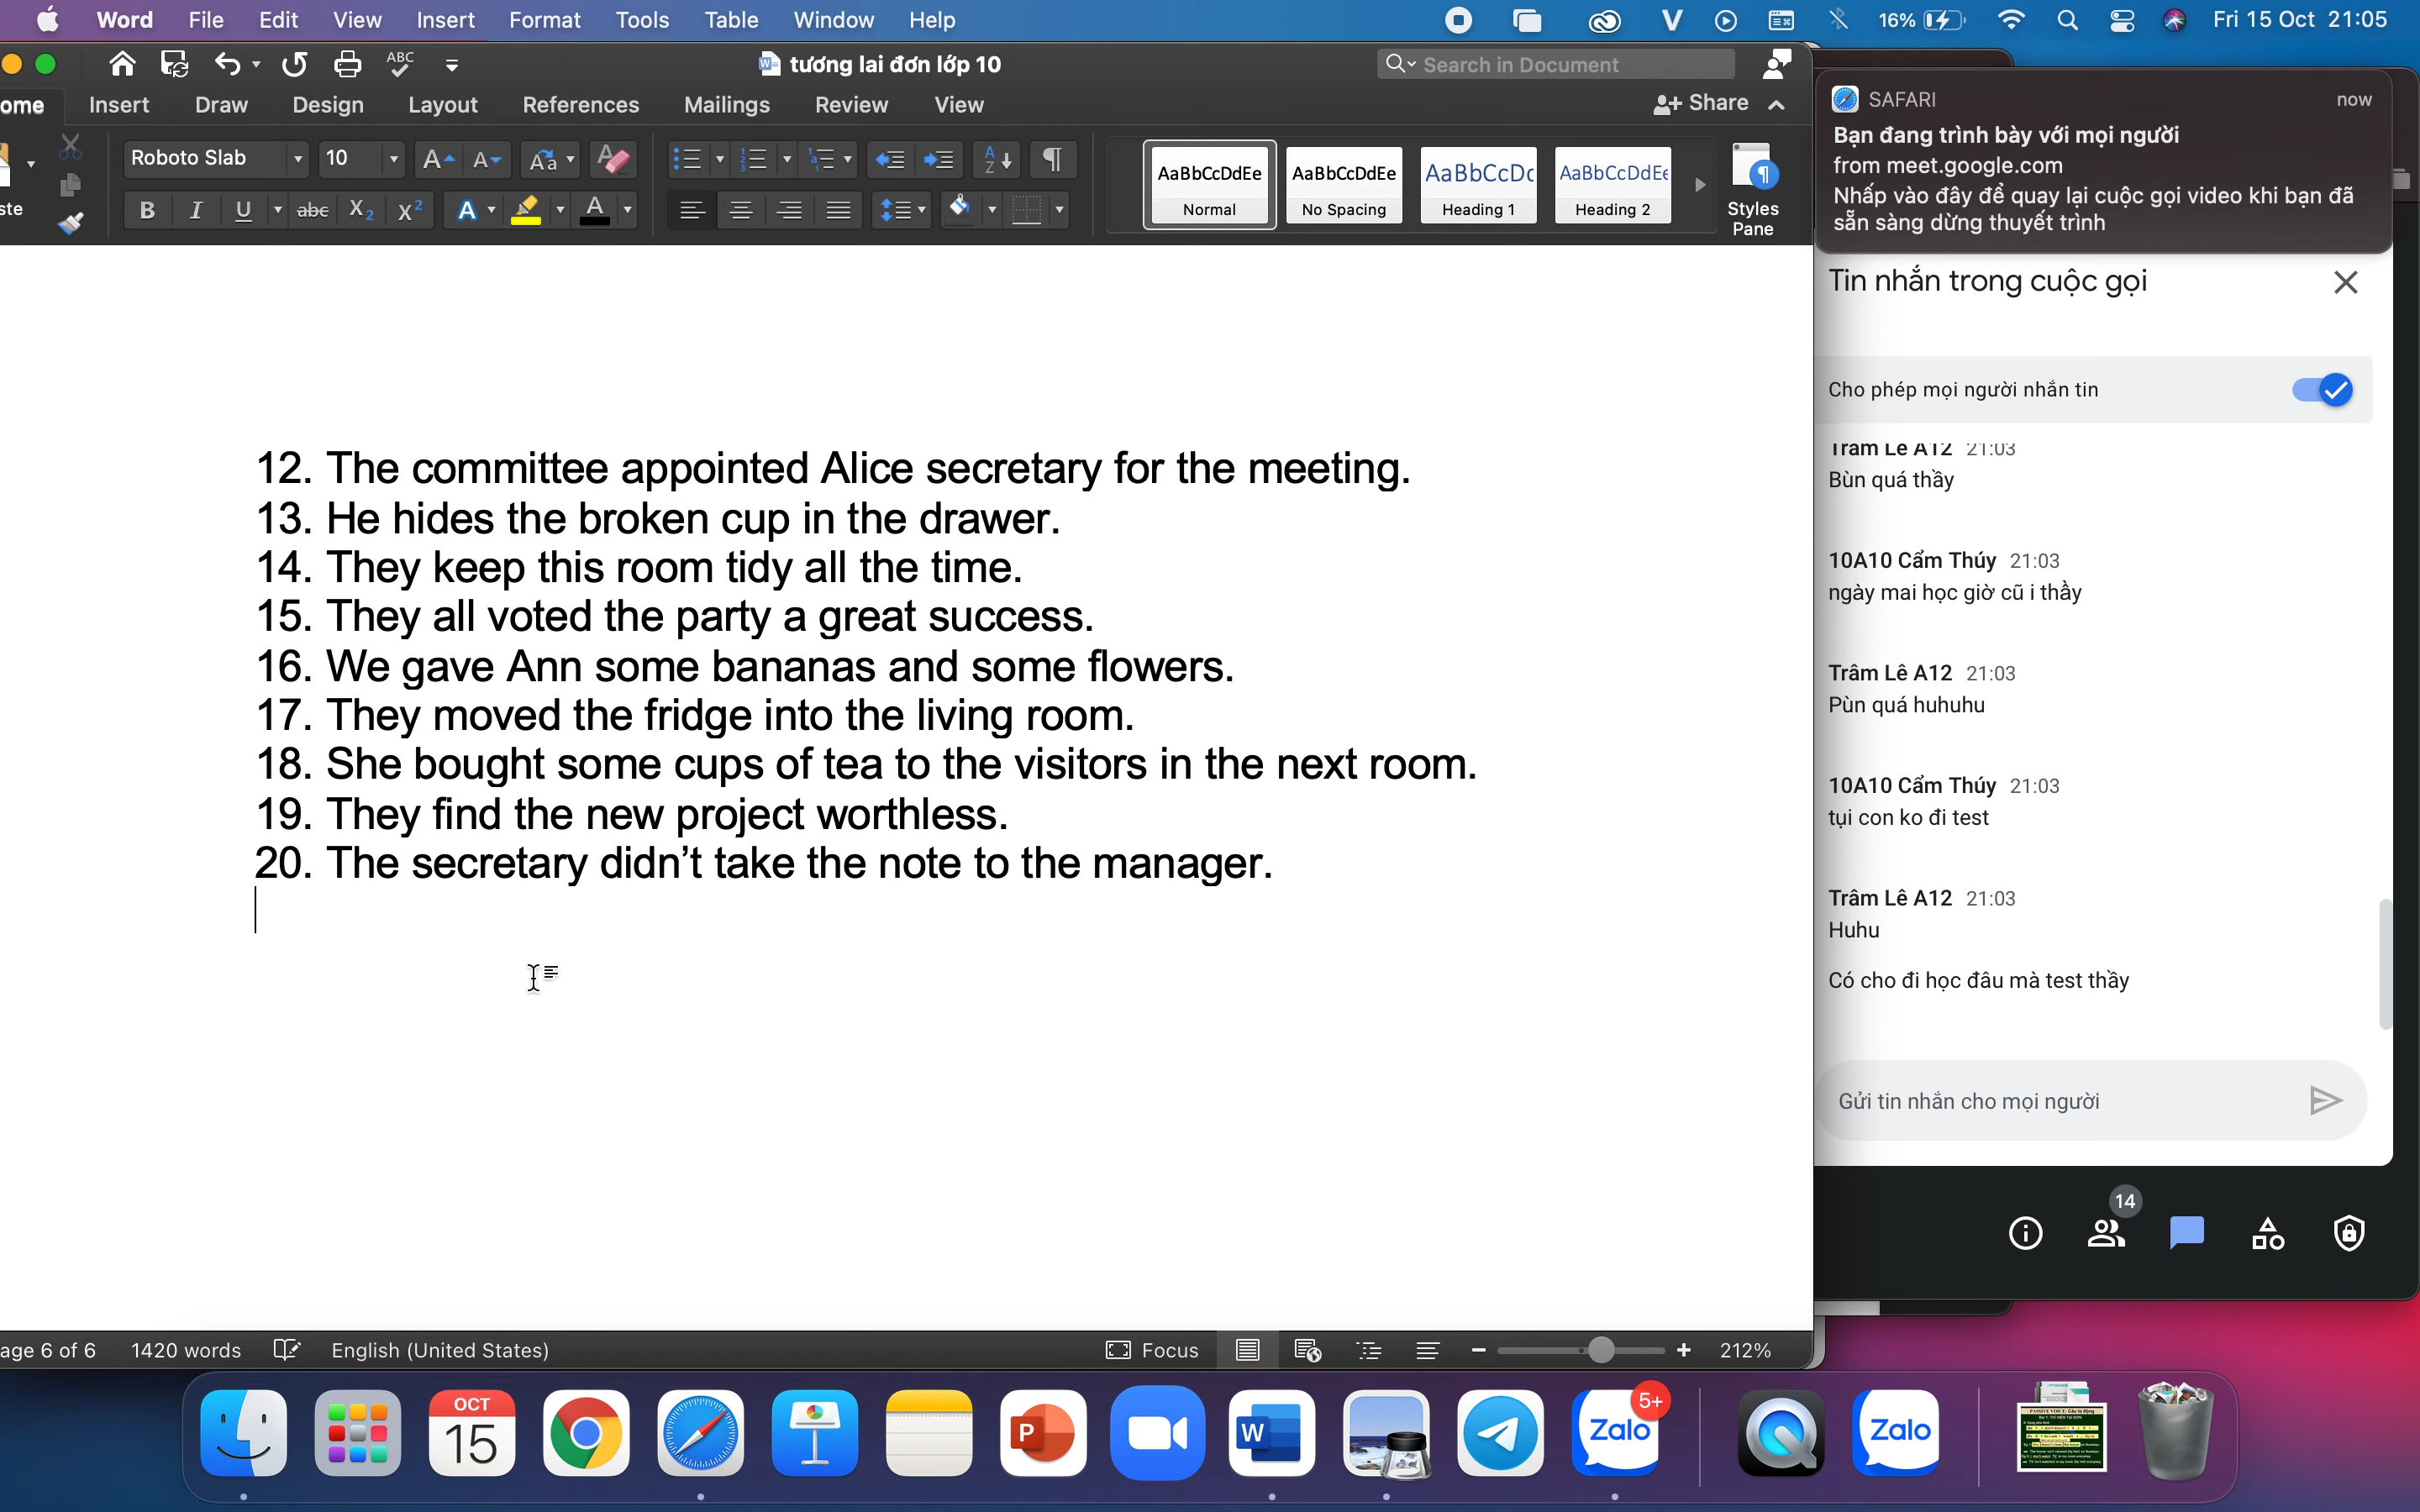 Word File Edit View Insert Format Tools Table Window Help
V 16% Fri 15 Oct 21:05
ABC
tương lai đơn lớp 10
Search in Document
ome Insert Draw Design Layout References Mailings Review View
Share
ste
Roboto Slab 10
AaBbCcDdEe AaBbCcDdEe AaBbCcDc AaBbCcDdEe
Normal No Spacing Heading 1 Heading 2
Styles
Pane
SAFARI now
Bạn đang trình bày với mọi người
from meet.google.com
Nhấp vào đây để quay lại cuộc gọi video khi bạn đã
sẵn sàng dừng thuyết trình
12. The committee appointed Alice secretary for the meeting.
13. He hides the broken cup in the drawer.
14. They keep this room tidy all the time.
15. They all voted the party a great success.
16. We gave Ann some bananas and some flowers.
17. They moved the fridge into the living room.
18. She bought some cups of tea to the visitors in the next room.
19. They find the new project worthless.
20. The secretary didn’t take the note to the manager.
Tin nhắn trong cuộc gọi
Cho phép mọi người nhắn tin
Trâm Lê A12 21:03
Bùn quá thầy
10A10 Cẩm Thúy 21:03
ngày mai học giờ cũ i thầy
Trâm Lê A12 21:03
Pùn quá huhuhu
10A10 Cẩm Thúy 21:03
tụi con ko đi test
Trâm Lê A12 21:03
Huhu
Có cho đi học đâu mà test thầy
Gửi tin nhắn cho mọi người
14
age 6 of 6 1420 words English (United States) Focus 212%
OCT
15
P
W
Zalo
5+
Zalo